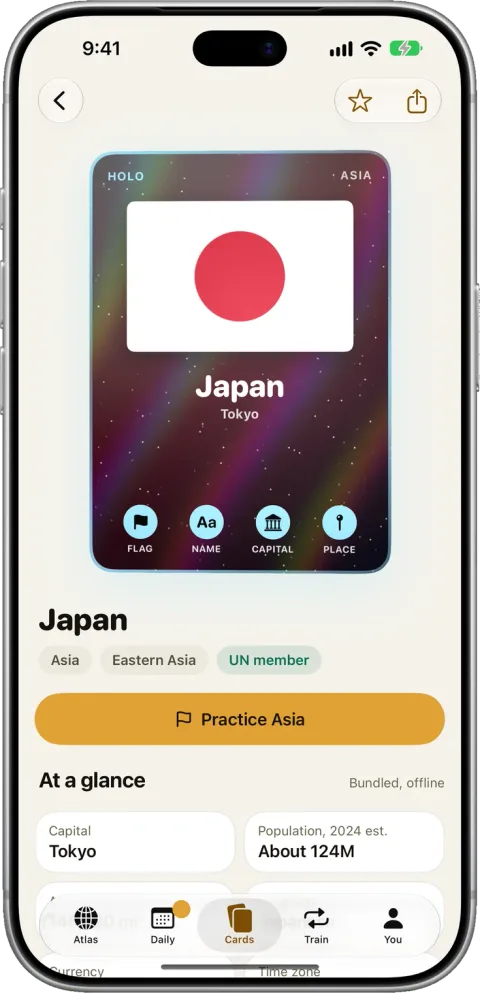 9:41
HOLO
ASIA
Japan
Tokyo
Aa
FLAG
NAME
CAPITAL
PLACE
Japan
Asia
Eastern Asia
UN member
Practice Asia
At a glance
Bundled, offline
Capital
Tokyo
Population, 2024 est.
About 124M
Atlas
Daily
Cards
Train
You
Currency
Time zone